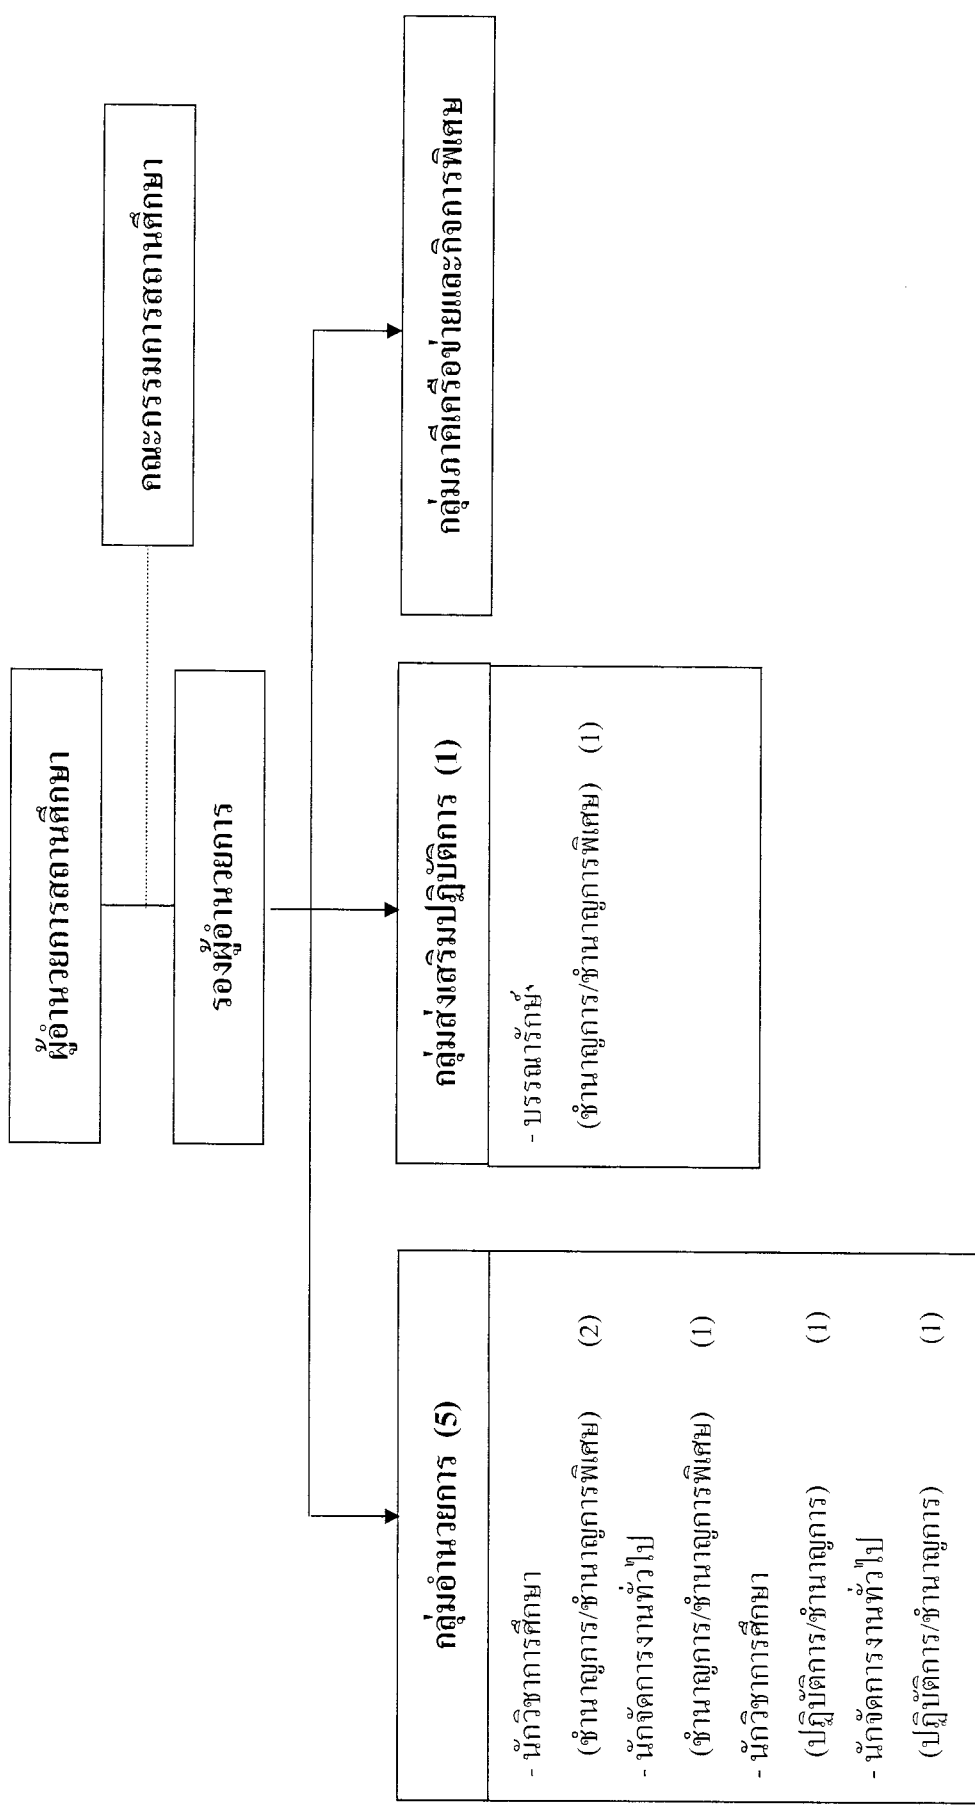 ผู้อำนวยการสถานศึกษา
คณะกรรมการสถานศึกษา
รองผู้อำนวยการ
กลุ่มอำนวยการ (5)
- นักวิชาการศึกษา
(ชำนาญการ/ชำนาญการพิเศษ) (2)
- นักจัดการงานทั่วไป
(ชำนาญการ/ชำนาญการพิเศษ) (1)
- นักวิชาการศึกษา
(ปฏิบัติการ/ชำนาญการ) (1)
- นักจัดการงานทั่วไป
(ปฏิบัติการ/ชำนาญการ) (1)
กลุ่มส่งเสริมปฏิบัติการ (1)
- บรรณารักษ์
(ชำนาญการ/ชำนาญการพิเศษ) (1)
กลุ่มภาคีเครือข่ายและกิจการพิเศษ